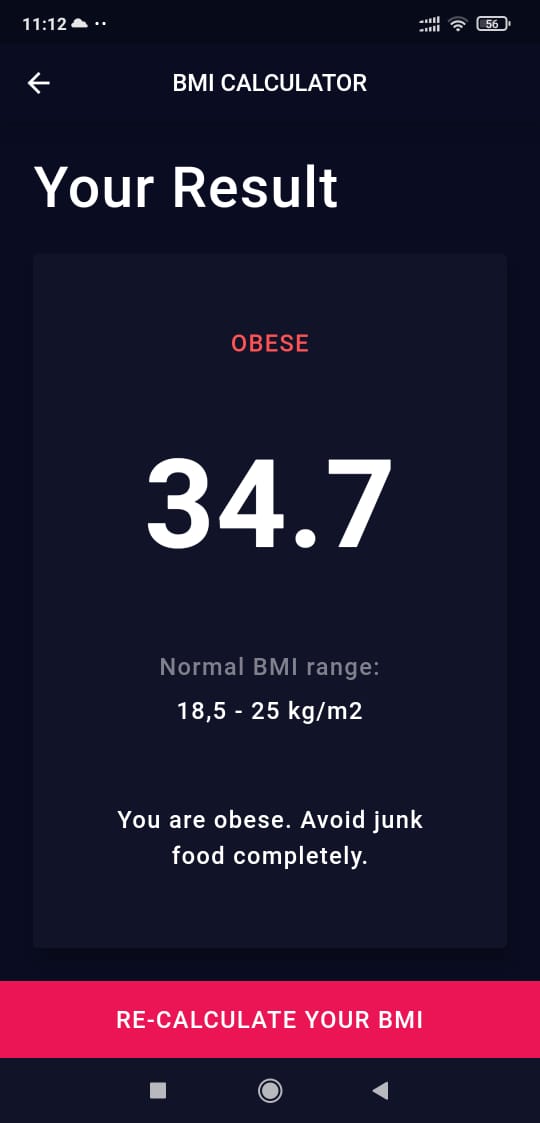 11:12
56
BMI CALCULATOR
Your Result
OBESE
34.7
Normal BMI range:
18,5 - 25 kg/m2
You are obese. Avoid junk
food completely.
RE-CALCULATE YOUR BMI